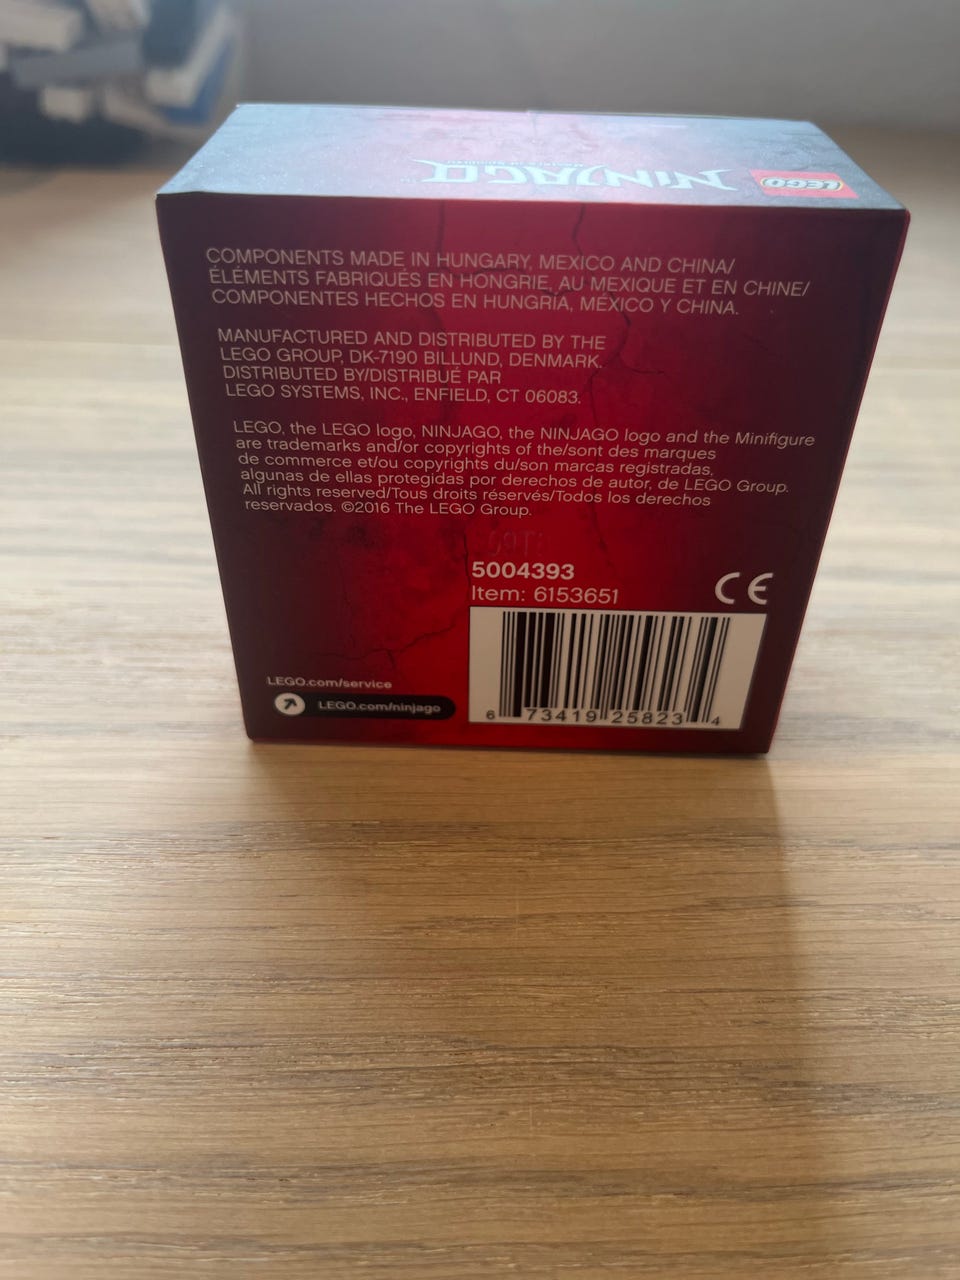 LEGO
NINJAGO
COMPONENTS MADE IN HUNGARY, MEXICO AND CHINA/
ÉLÉMENTS FABRIQUÉS EN HONGRIE, AU MEXIQUE ET EN CHINE/
COMPONENTES HECHOS EN HUNGRÍA, MÉXICO Y CHINA.
MANUFACTURED AND DISTRIBUTED BY THE
LEGO GROUP, DK-7190 BILLUND, DENMARK.
DISTRIBUTED BY/DISTRIBUÉ PAR
LEGO SYSTEMS, INC., ENFIELD, CT 06083.
LEGO, the LEGO logo, NINJAGO, the NINJAGO logo and the Minifigure
are trademarks and/or copyrights of the/sont des marques
de commerce et/ou copyrights du/son marcas registradas,
algunas de ellas protegidas por derechos de autor, de LEGO Group.
All rights reserved/Tous droits réservés/Todos los derechos
reservados. ©2016 The LEGO Group.
5004393
Item: 6153651
CE
LEGO.com/service
LEGO.com/ninjago
6 73419 25823 4